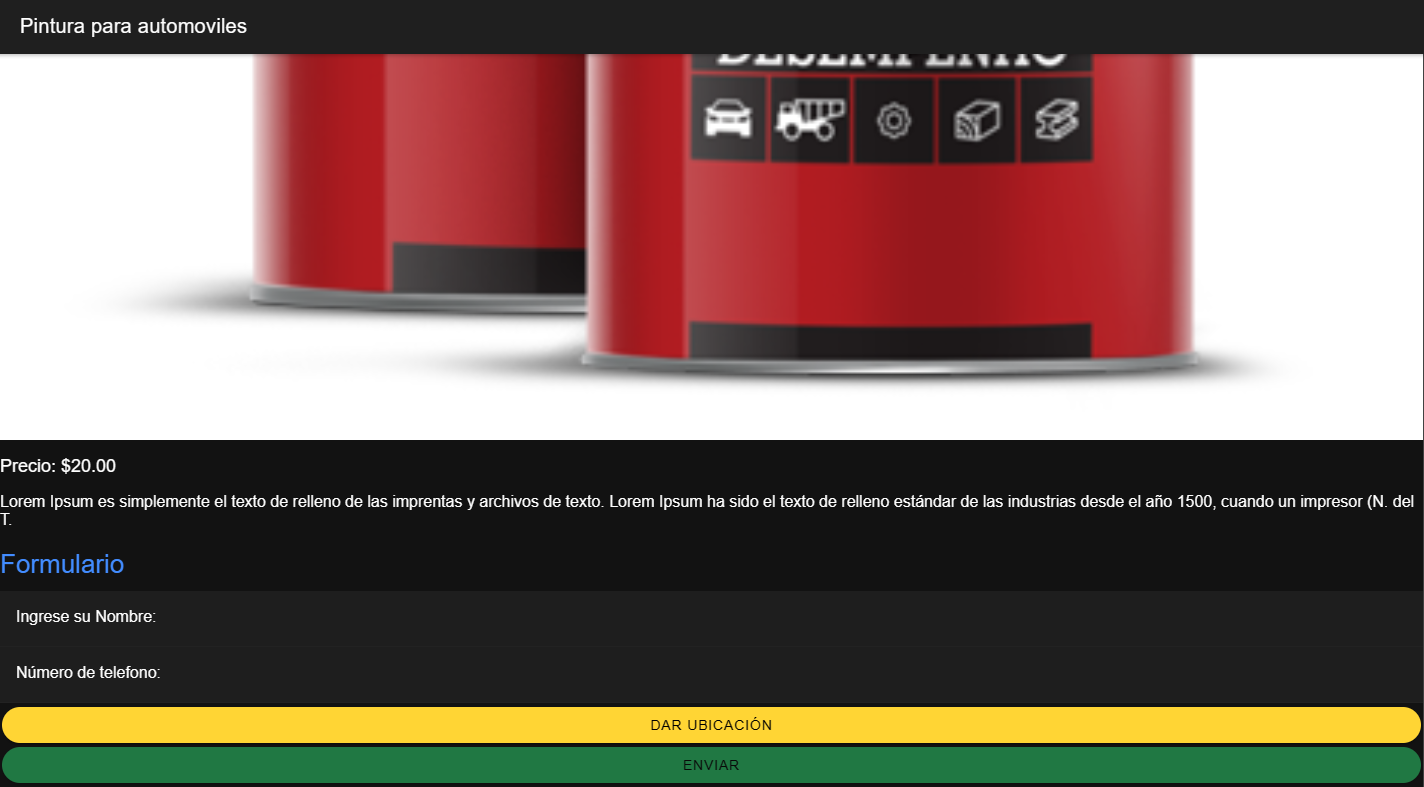 Pintura para automoviles
DESEMPENHO
Precio: $20.00
Lorem Ipsum es simplemente el texto de relleno de las imprentas y archivos de texto. Lorem Ipsum ha sido el texto de relleno estándar de las industrias desde el año 1500, cuando un impresor (N. del
T.
Formulario
Ingrese su Nombre:
Número de telefono:
DAR UBICACIÓN
ENVIAR